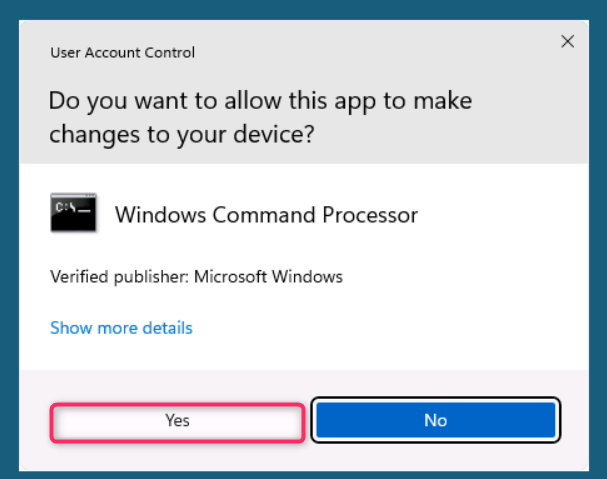 User Account Control
Do you want to allow this app to make
changes to your device?
C:\_
Windows Command Processor
Verified publisher: Microsoft Windows
Show more details
Yes
No